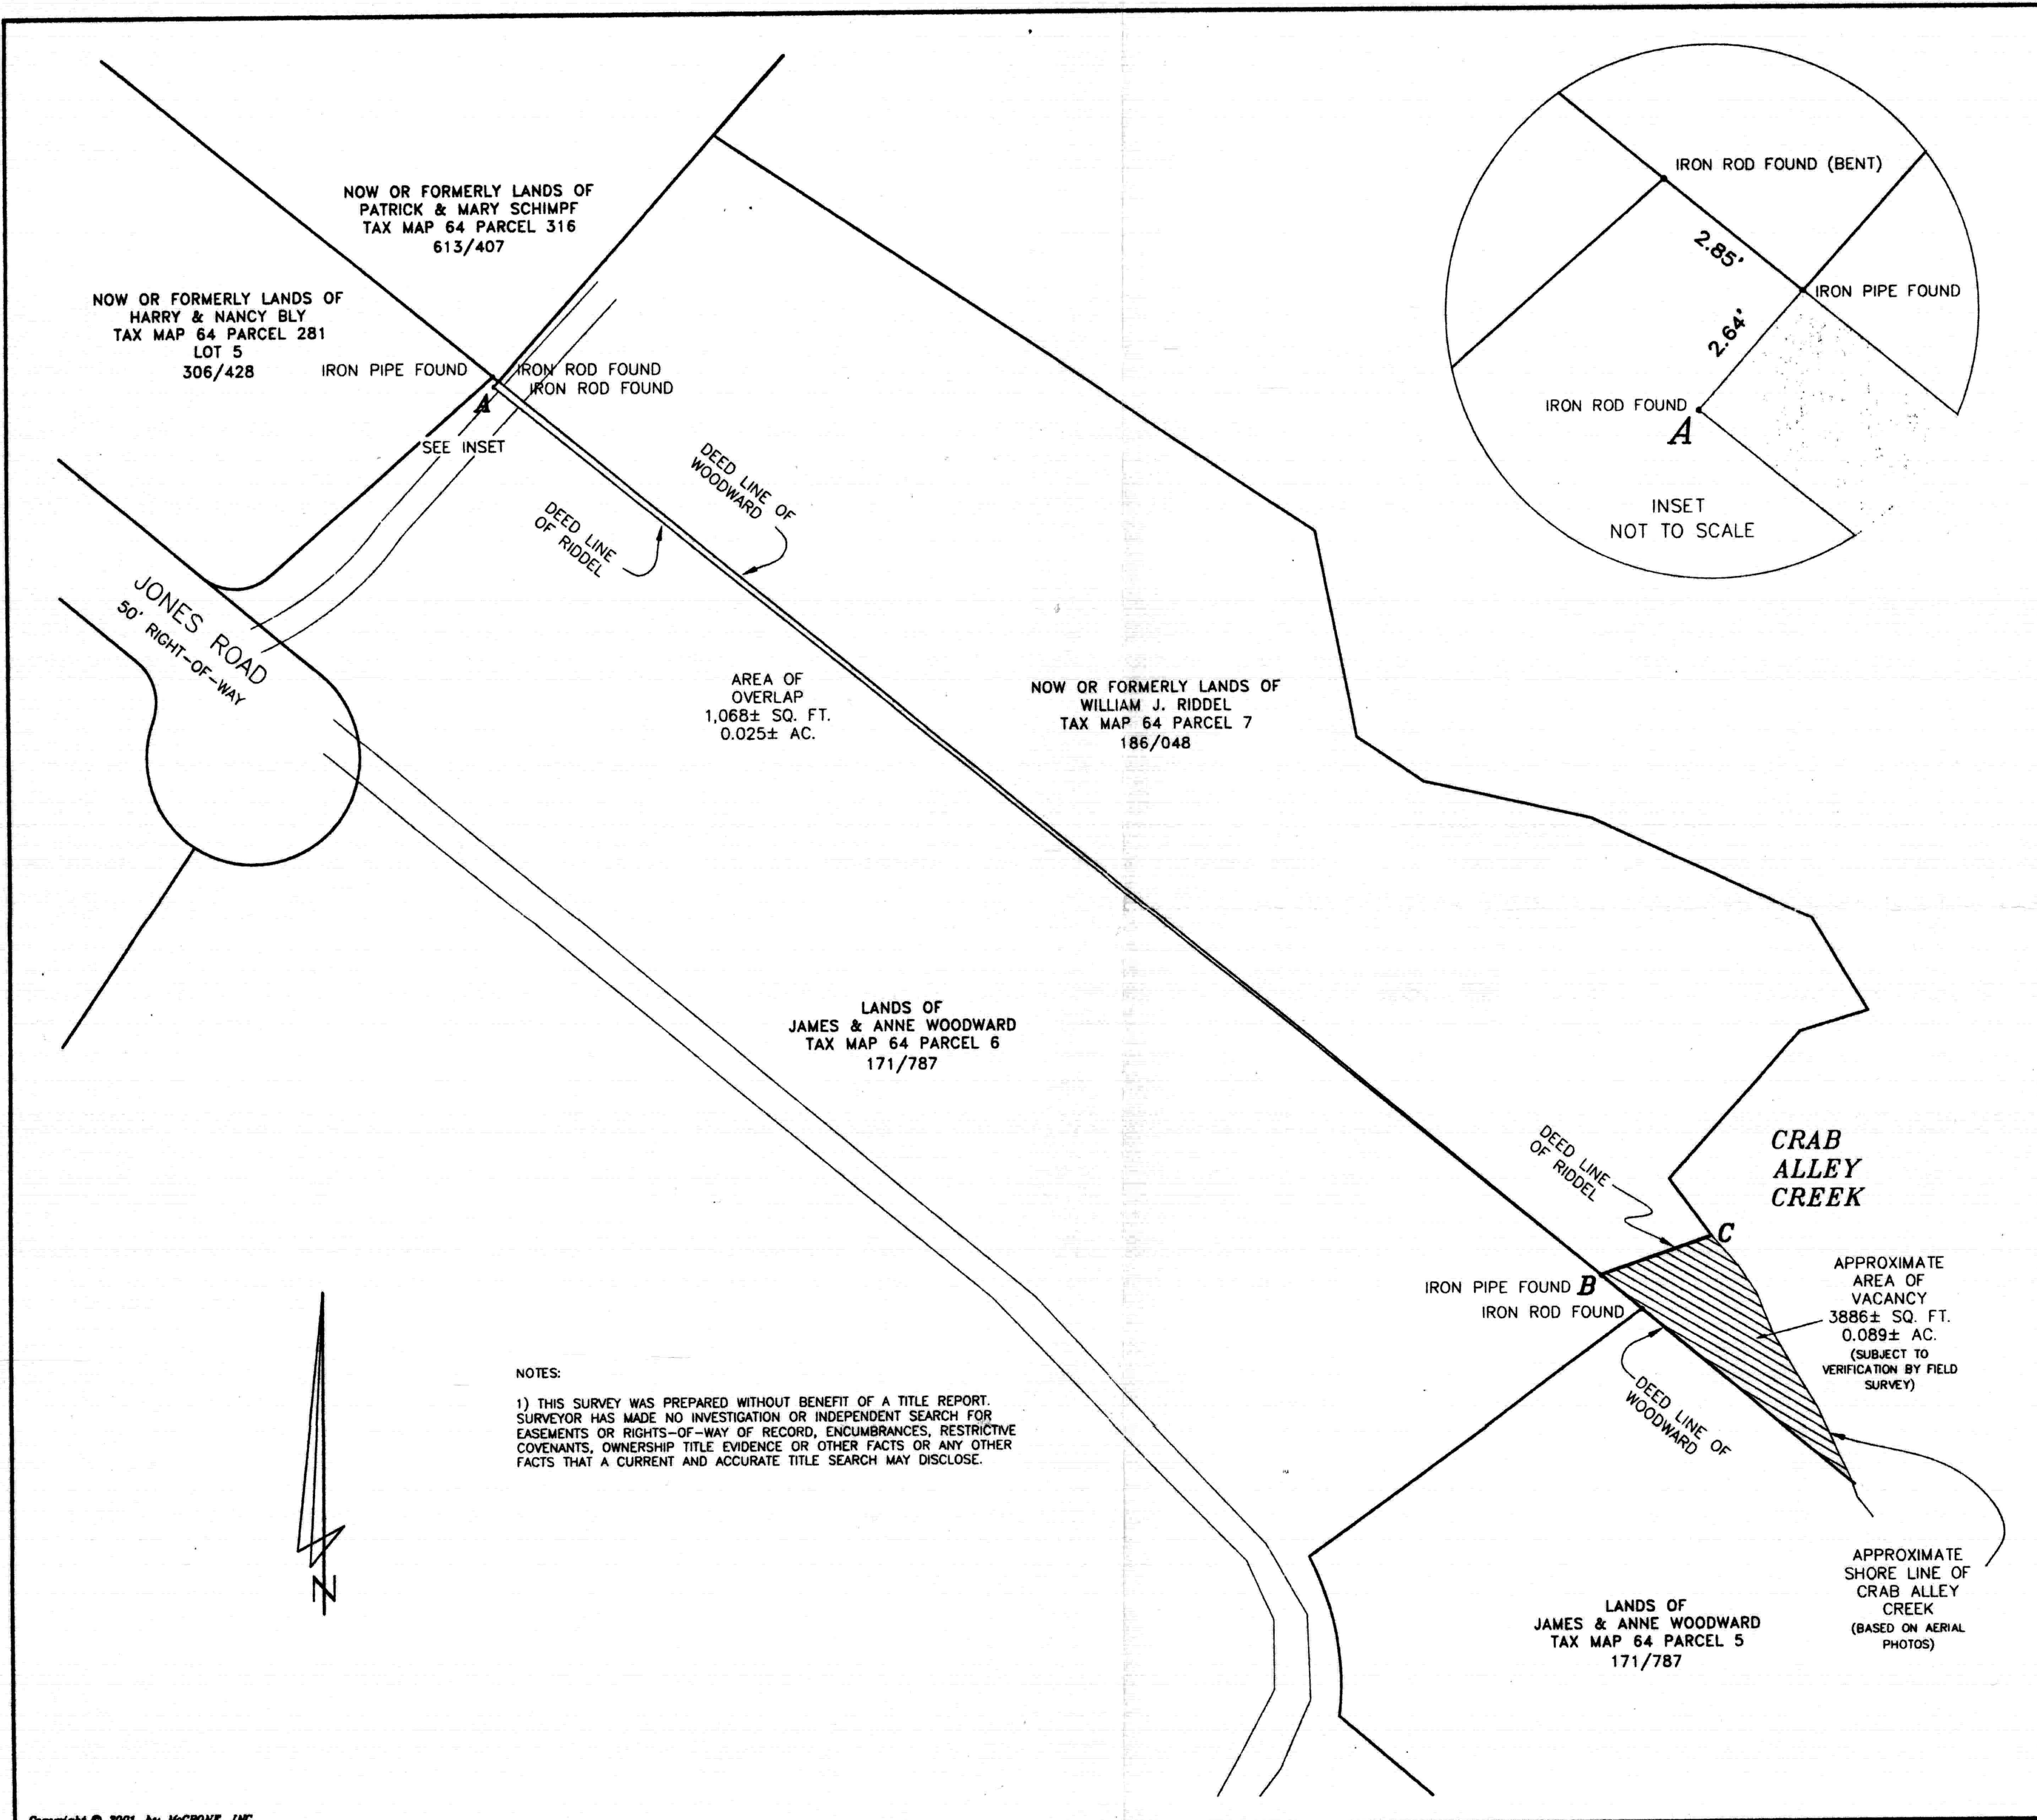 NOW OR FORMERLY LANDS OF
PATRICK & MARY SCHIMPF
TAX MAP 64 PARCEL 316
613/407
NOW OR FORMERLY LANDS OF
HARRY & NANCY BLY
TAX MAP 64 PARCEL 281
LOT 5
306/428
IRON PIPE FOUND
IRON ROD FOUND
IRON ROD FOUND
A
SEE INSET
DEED LINE
OF RIDDEL
DEED LINE OF
WOODWARD
IRON ROD FOUND (BENT)
2.85'
IRON PIPE FOUND
2.64'
IRON ROD FOUND
A
INSET
NOT TO SCALE
JONES ROAD
50' RIGHT-OF-WAY
AREA OF
OVERLAP
1,068± SQ. FT.
0.025± AC.
NOW OR FORMERLY LANDS OF
WILLIAM J. RIDDEL
TAX MAP 64 PARCEL 7
186/048
LANDS OF
JAMES & ANNE WOODWARD
TAX MAP 64 PARCEL 6
171/787
DEED LINE
OF RIDDEL
CRAB
ALLEY
CREEK
C
IRON PIPE FOUND B
IRON ROD FOUND
APPROXIMATE
AREA OF
VACANCY
3886± SQ. FT.
0.089± AC.
(SUBJECT TO
VERIFICATION BY FIELD
SURVEY)
DEED LINE OF
WOODWARD
N
NOTES:
1) THIS SURVEY WAS PREPARED WITHOUT BENEFIT OF A TITLE REPORT.
SURVEYOR HAS MADE NO INVESTIGATION OR INDEPENDENT SEARCH FOR
EASEMENTS OR RIGHTS-OF-WAY OF RECORD, ENCUMBRANCES, RESTRICTIVE
COVENANTS, OWNERSHIP TITLE EVIDENCE OR OTHER FACTS OR ANY OTHER
FACTS THAT A CURRENT AND ACCURATE TITLE SEARCH MAY DISCLOSE.
APPROXIMATE
SHORE LINE OF
CRAB ALLEY
CREEK
(BASED ON AERIAL
PHOTOS)
LANDS OF
JAMES & ANNE WOODWARD
TAX MAP 64 PARCEL 5
171/787
Copyright © 2001, by McCRONE, INC.